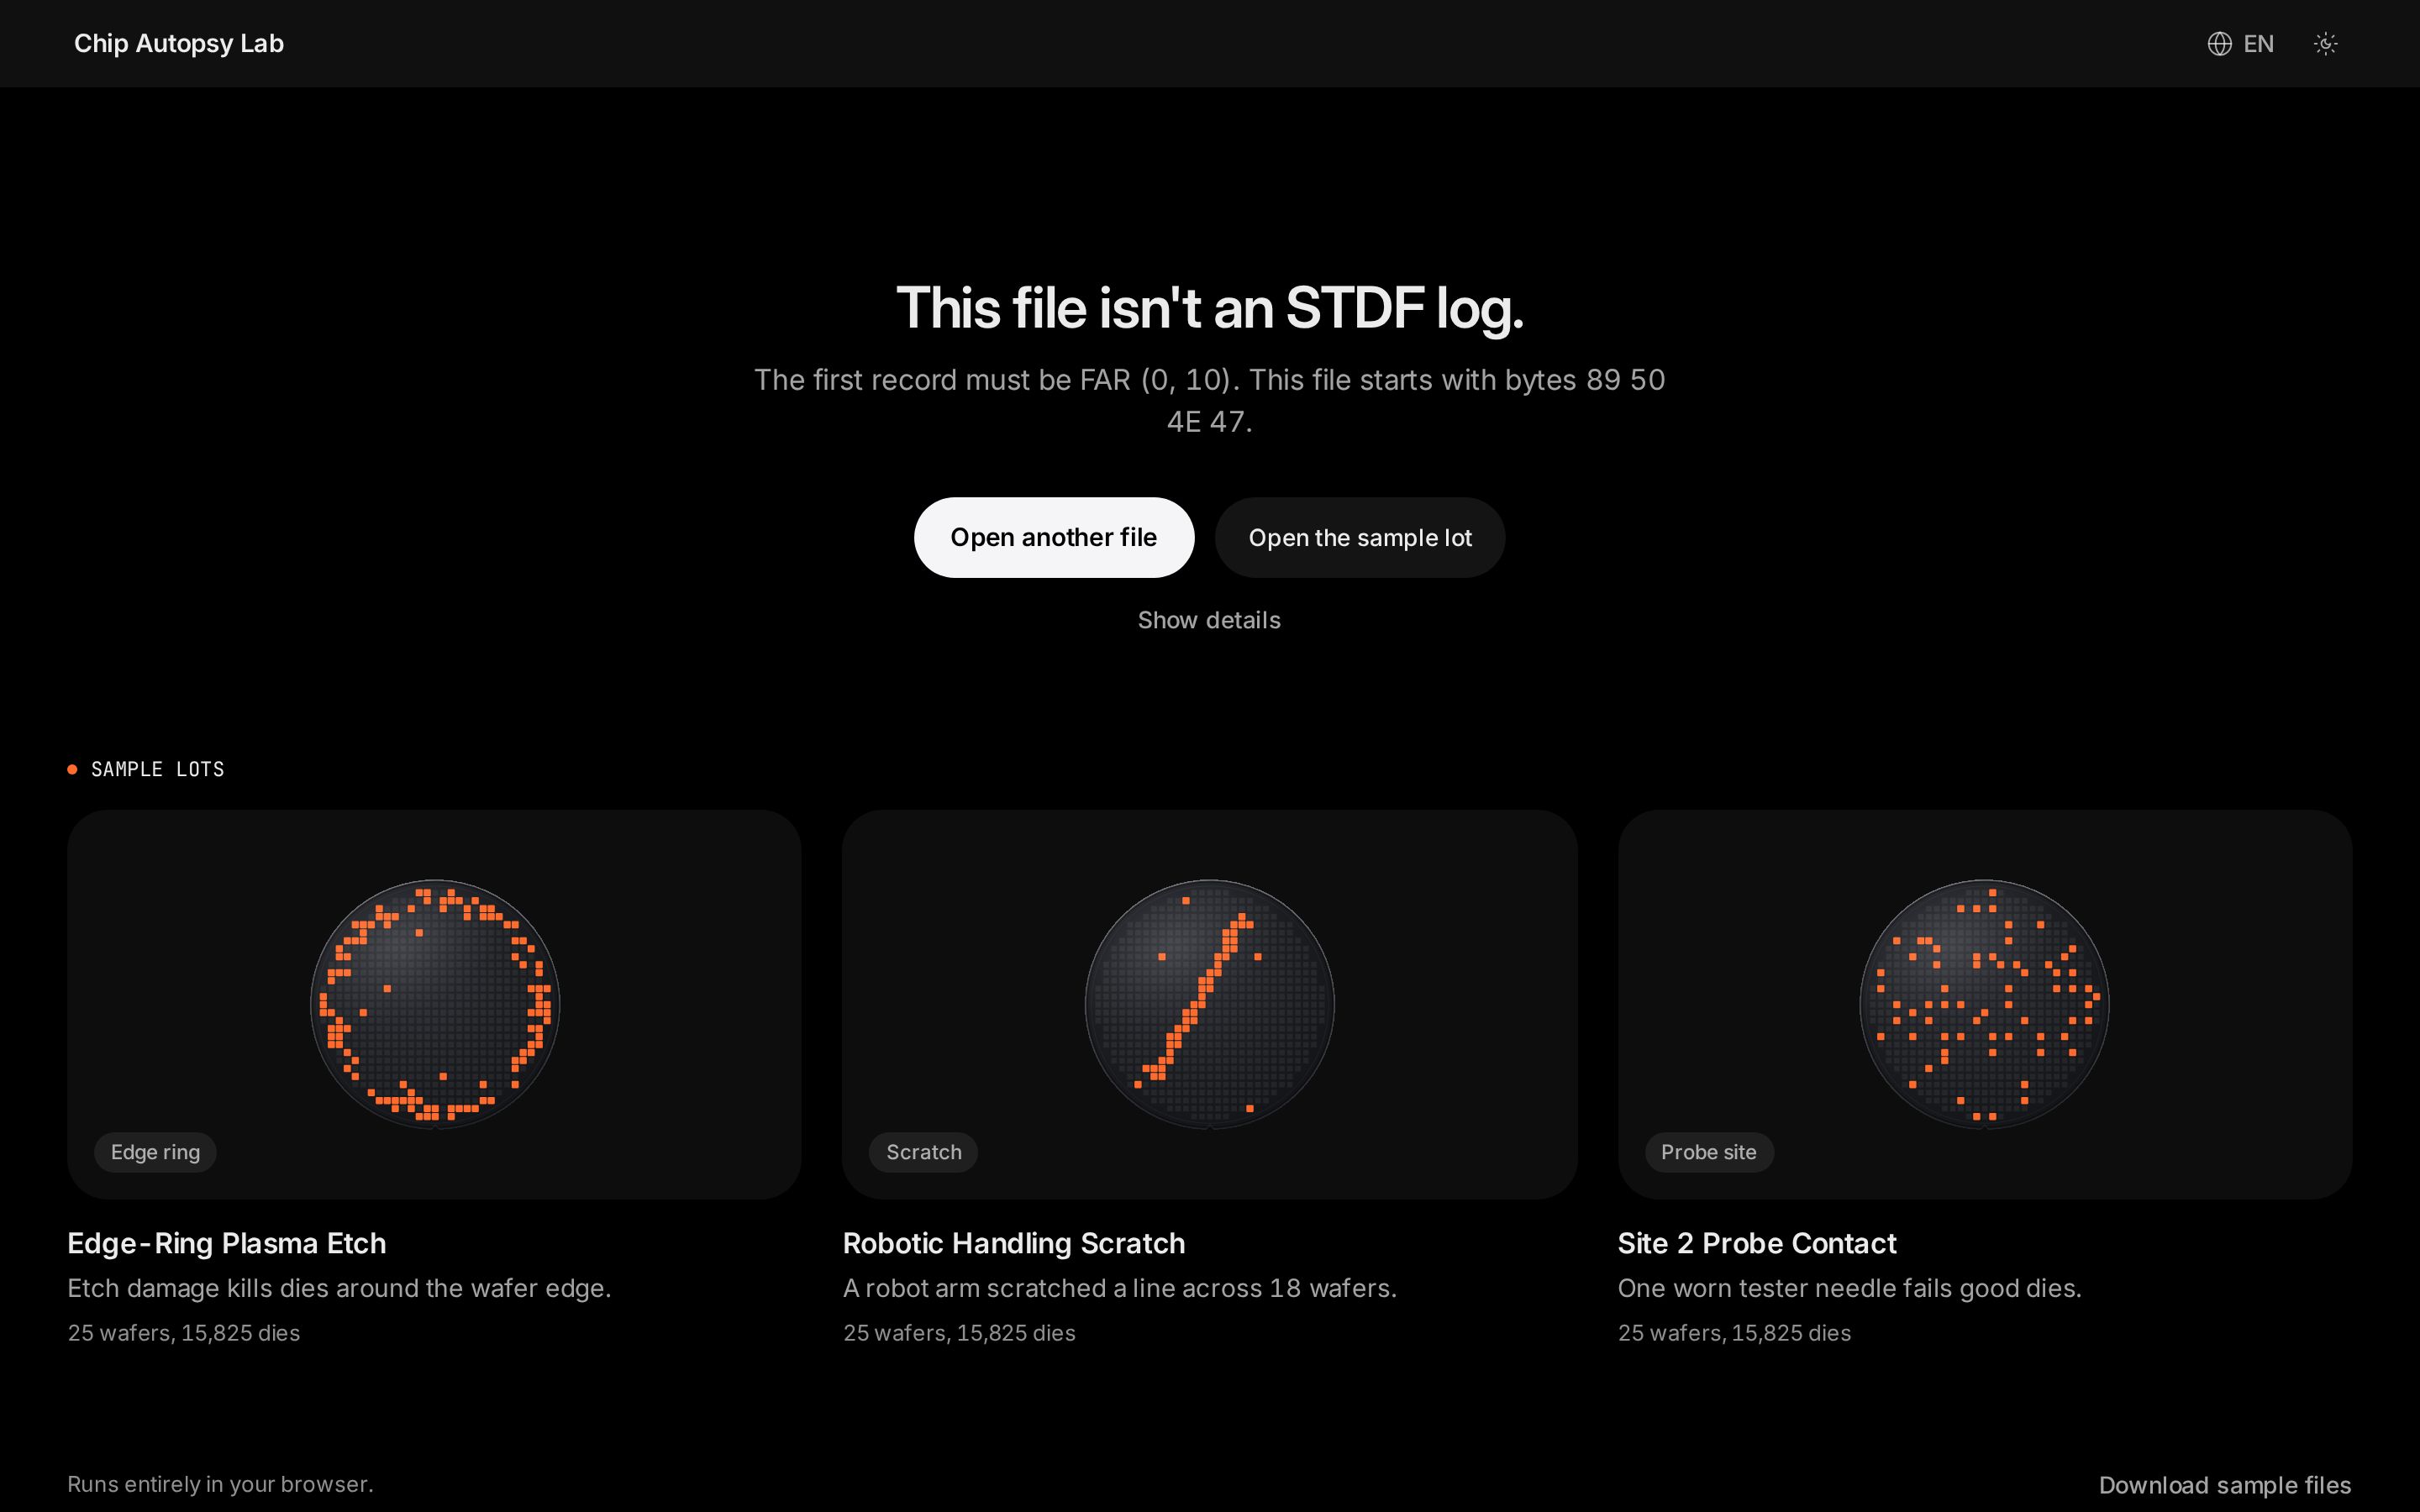 Chip Autopsy Lab
EN
This file isn't an STDF log.
The first record must be FAR (0, 10). This file starts with bytes 89 50
4E 47.
Open another file
Open the sample lot
Show details
SAMPLE LOTS
Edge ring
Scratch
Probe site
Edge-Ring Plasma Etch
Etch damage kills dies around the wafer edge.
25 wafers, 15,825 dies
Robotic Handling Scratch
A robot arm scratched a line across 18 wafers.
25 wafers, 15,825 dies
Site 2 Probe Contact
One worn tester needle fails good dies.
25 wafers, 15,825 dies
Runs entirely in your browser.
Download sample files